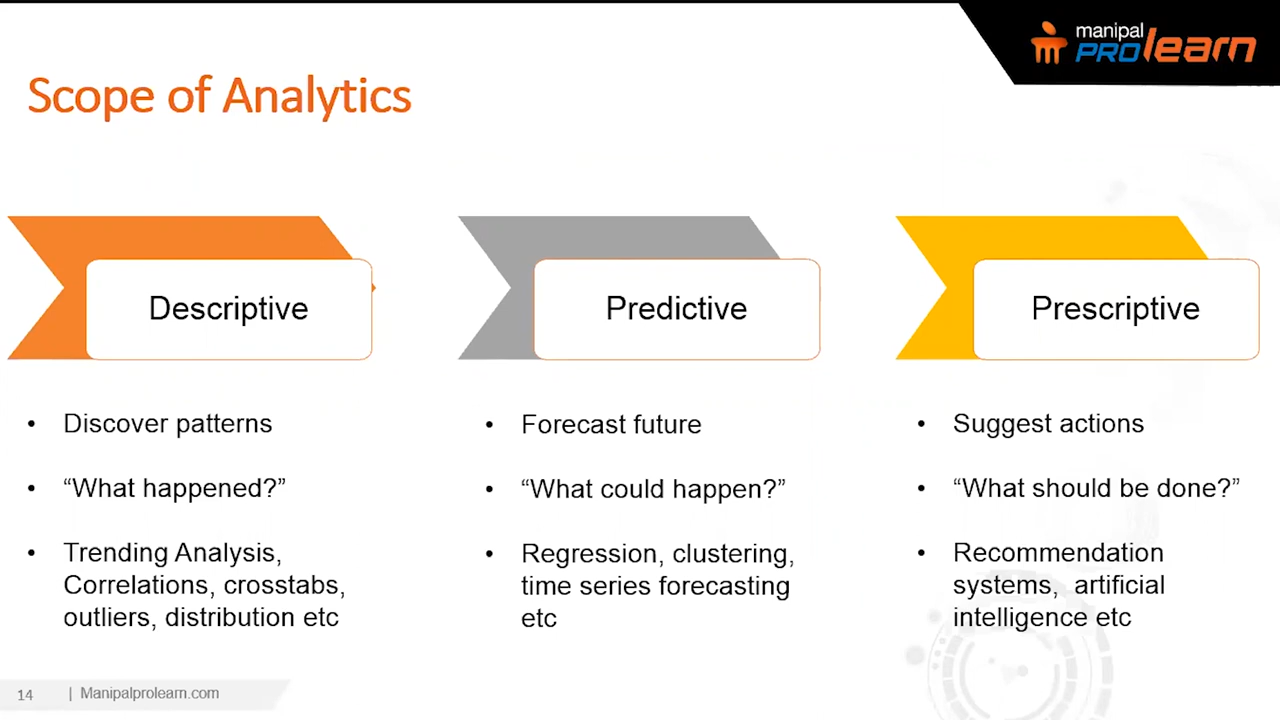 manipal
PRO learn
Scope of Analytics
Descriptive
• Discover patterns
• “What happened?”
• Trending Analysis,
Correlations, crosstabs,
outliers, distribution etc
Predictive
• Forecast future
• “What could happen?”
• Regression, clustering,
time series forecasting
etc
Prescriptive
• Suggest actions
• “What should be done?”
• Recommendation
systems, artificial
intelligence etc
14 | Manipalprolearn.com